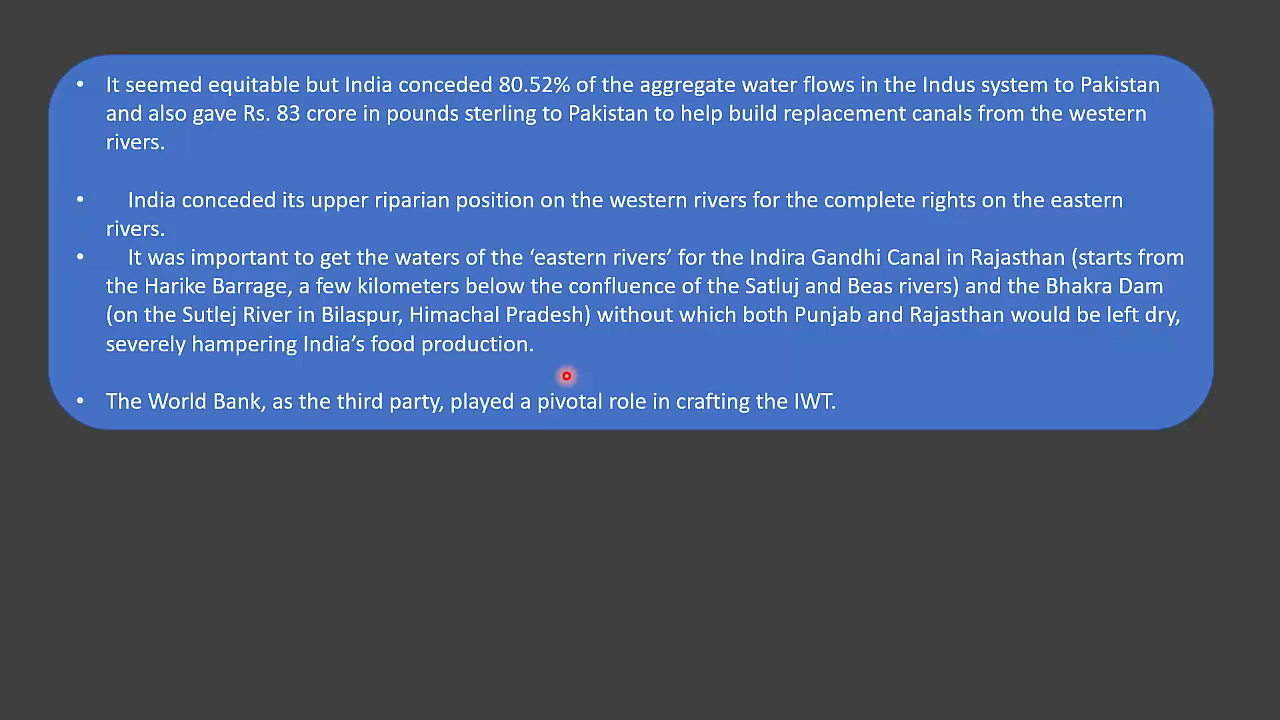 • It seemed equitable but India conceded 80.52% of the aggregate water flows in the Indus system to Pakistan
and also gave Rs. 83 crore in pounds sterling to Pakistan to help build replacement canals from the western
rivers.
• India conceded its upper riparian position on the western rivers for the complete rights on the eastern
rivers.
• It was important to get the waters of the ‘eastern rivers’ for the Indira Gandhi Canal in Rajasthan (starts from
the Harike Barrage, a few kilometers below the confluence of the Satluj and Beas rivers) and the Bhakra Dam
(on the Sutlej River in Bilaspur, Himachal Pradesh) without which both Punjab and Rajasthan would be left dry,
severely hampering India’s food production.
• The World Bank, as the third party, played a pivotal role in crafting the IWT.